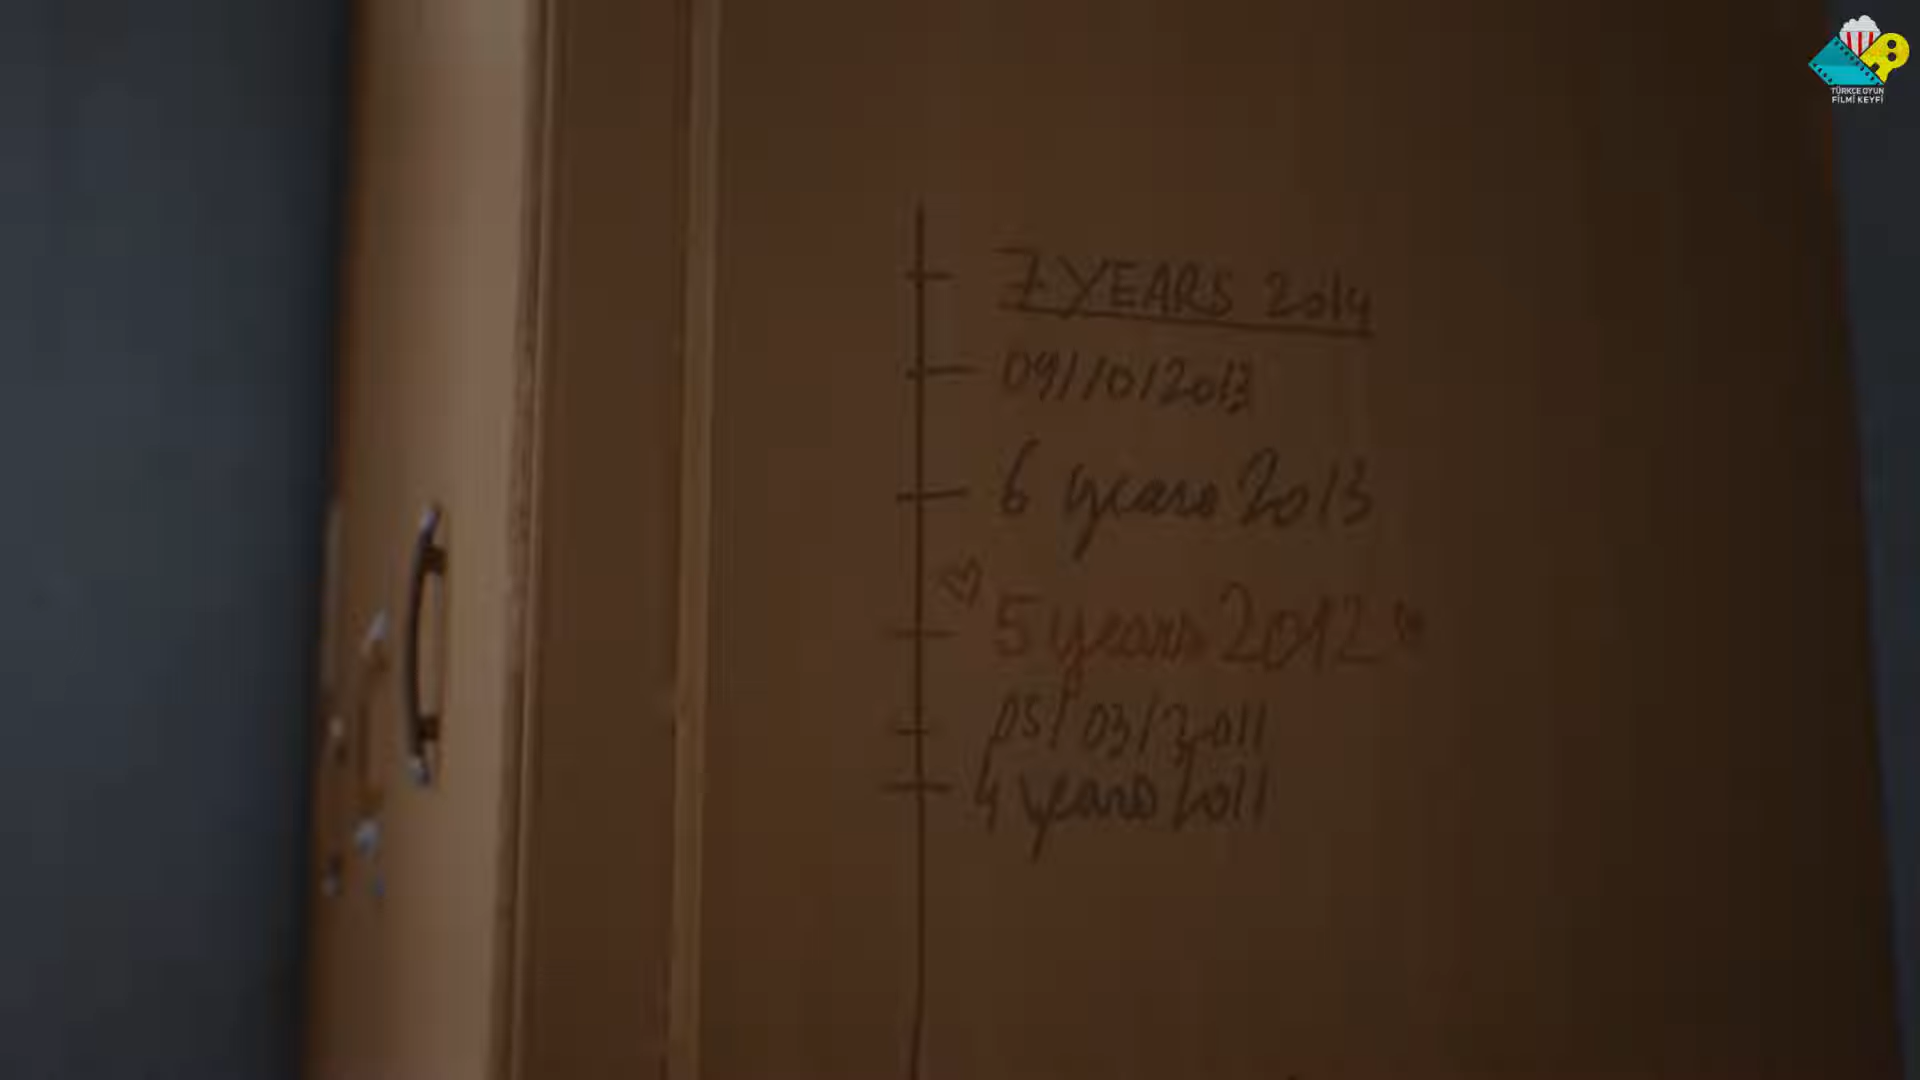 TÜRKÇE OYUN
FİLMİ KEYFİ
7 YEARS 2014
09/10/2013
6 years 2013
5 years 2012
05/03/2011
4 years 2011